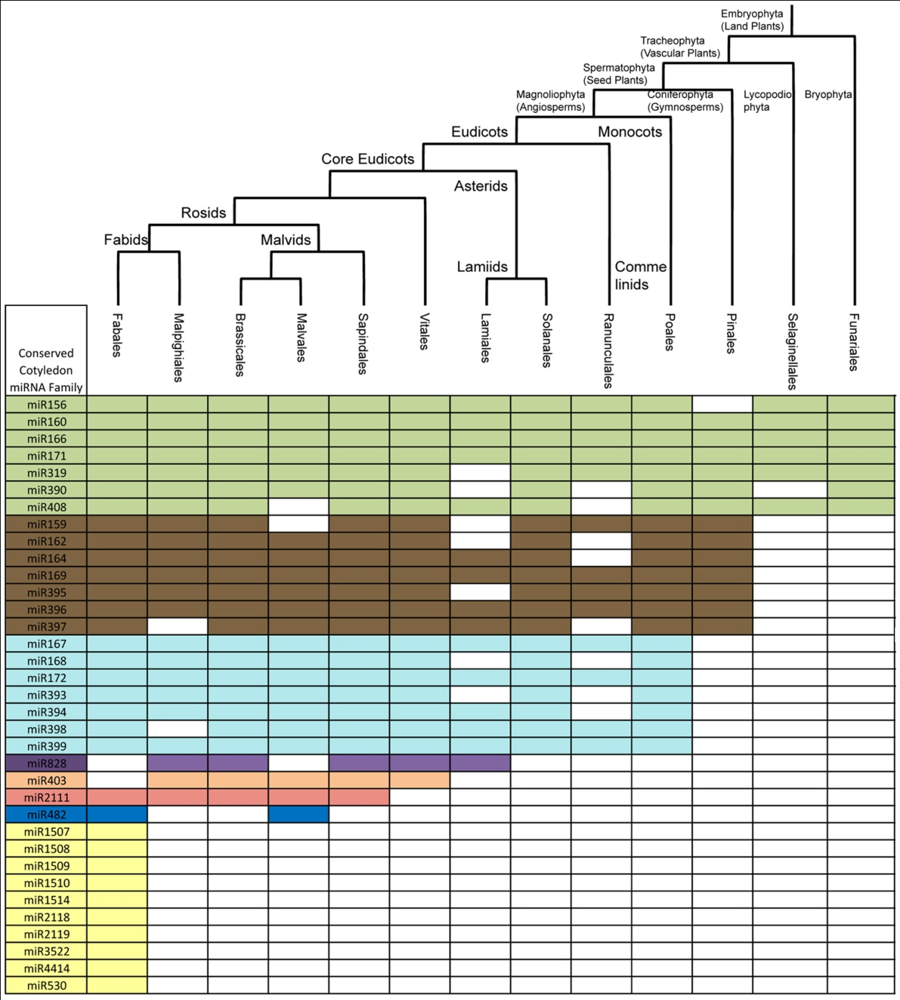 Embryophyta
(Land Plants)
Tracheophyta
(Vascular Plants)
Spermatophyta
(Seed Plants)
Magnoliophyta
(Angiosperms)
Coniferophyta
(Gymnosperms)
Lycopodio
phyta
Bryophyta
Eudicots
Monocots
Core Eudicots
Asterids
Rosids
Fabids
Malvids
Lamiids
Comme
linids
Conserved
Cotyledon
miRNA Family
Fabales
Malpighiales
Brassicales
Malvales
Sapindales
Vitales
Lamiales
Solanales
Ranunculales
Poales
Pinales
Selaginellales
Funariales
miR156
miR160
miR166
miR171
miR319
miR390
miR408
miR159
miR162
miR164
miR169
miR395
miR396
miR397
miR167
miR168
miR172
miR393
miR394
miR398
miR399
miR828
miR403
miR2111
miR482
miR1507
miR1508
miR1509
miR1510
miR1514
miR2118
miR2119
miR3522
miR4414
miR530